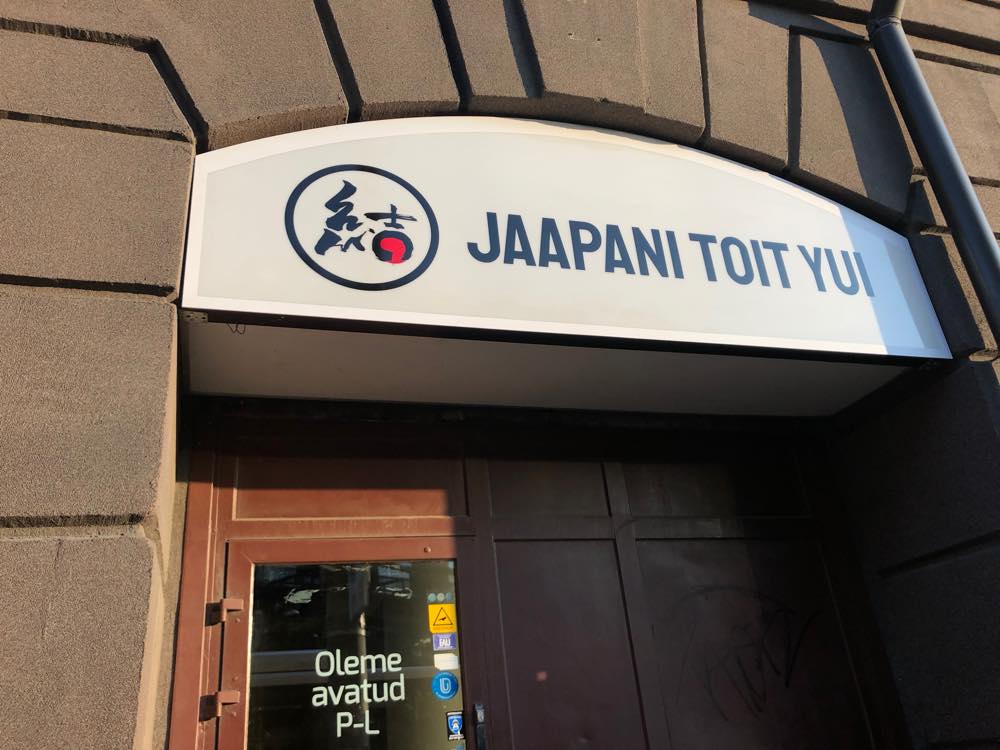 結
JAAPANI TOIT YUI
Oleme
avatud
P-L